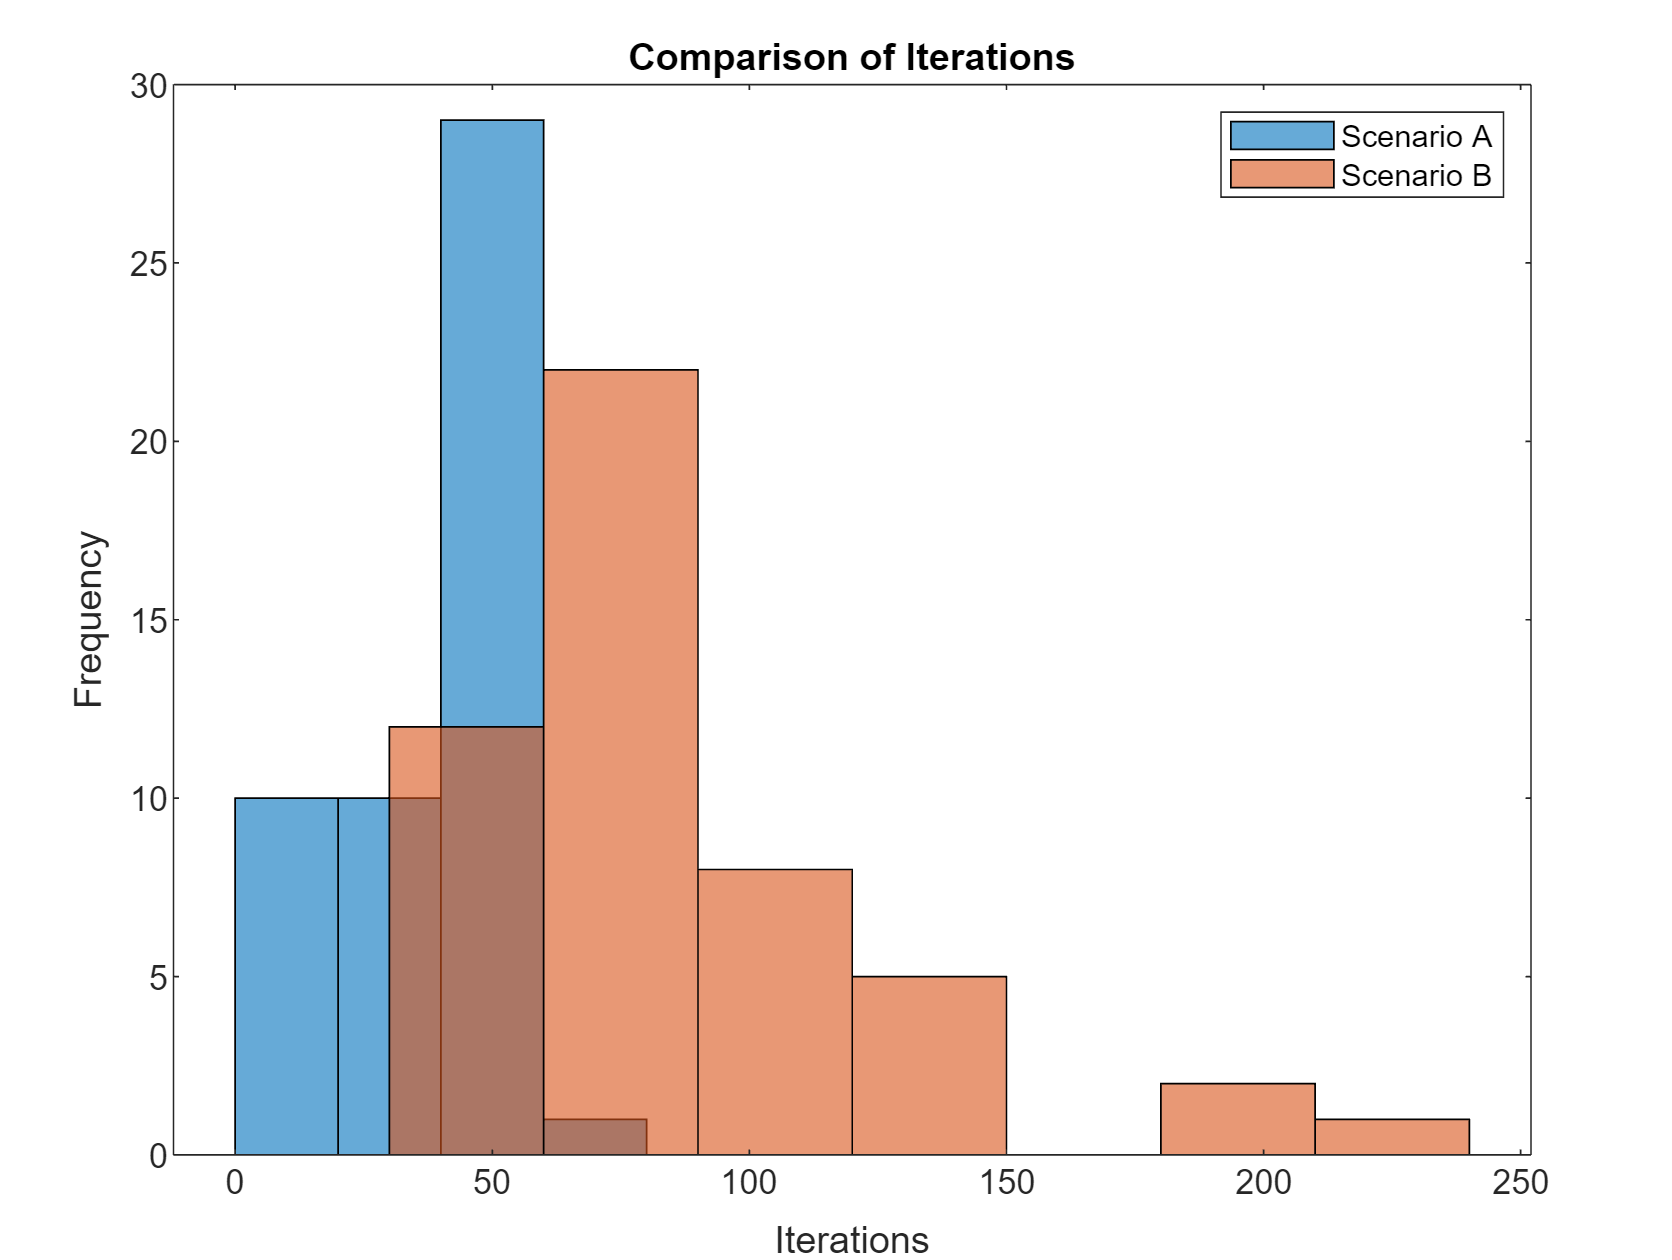 Comparison of Iterations
30
25
20
15
10
5
0
Frequency
Scenario A
Scenario B
0 50 100 150 200 250
Iterations